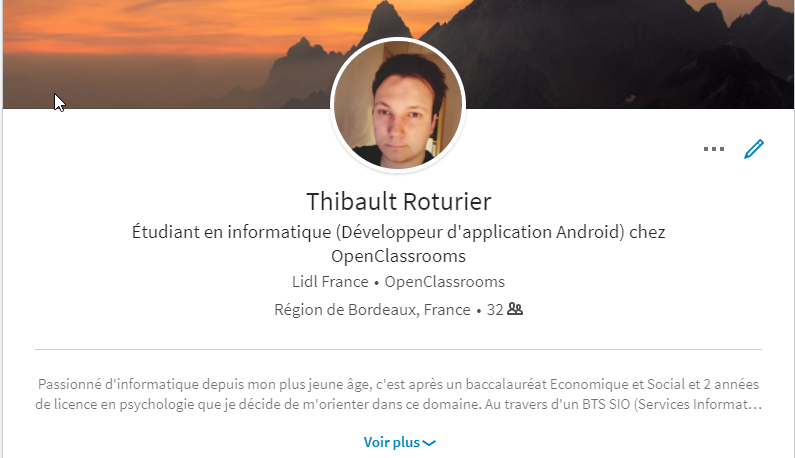 Thibault Roturier
Étudiant en informatique (Développeur d'application Android) chez
OpenClassrooms
Lidl France • OpenClassrooms
Région de Bordeaux, France • 32
Passionné d'informatique depuis mon plus jeune âge, c'est après un baccalauréat Economique et Social et 2 années
de licence en psychologie que je décide de m'orienter dans ce domaine. Au travers d'un BTS SIO (Services Informat…
Voir plus